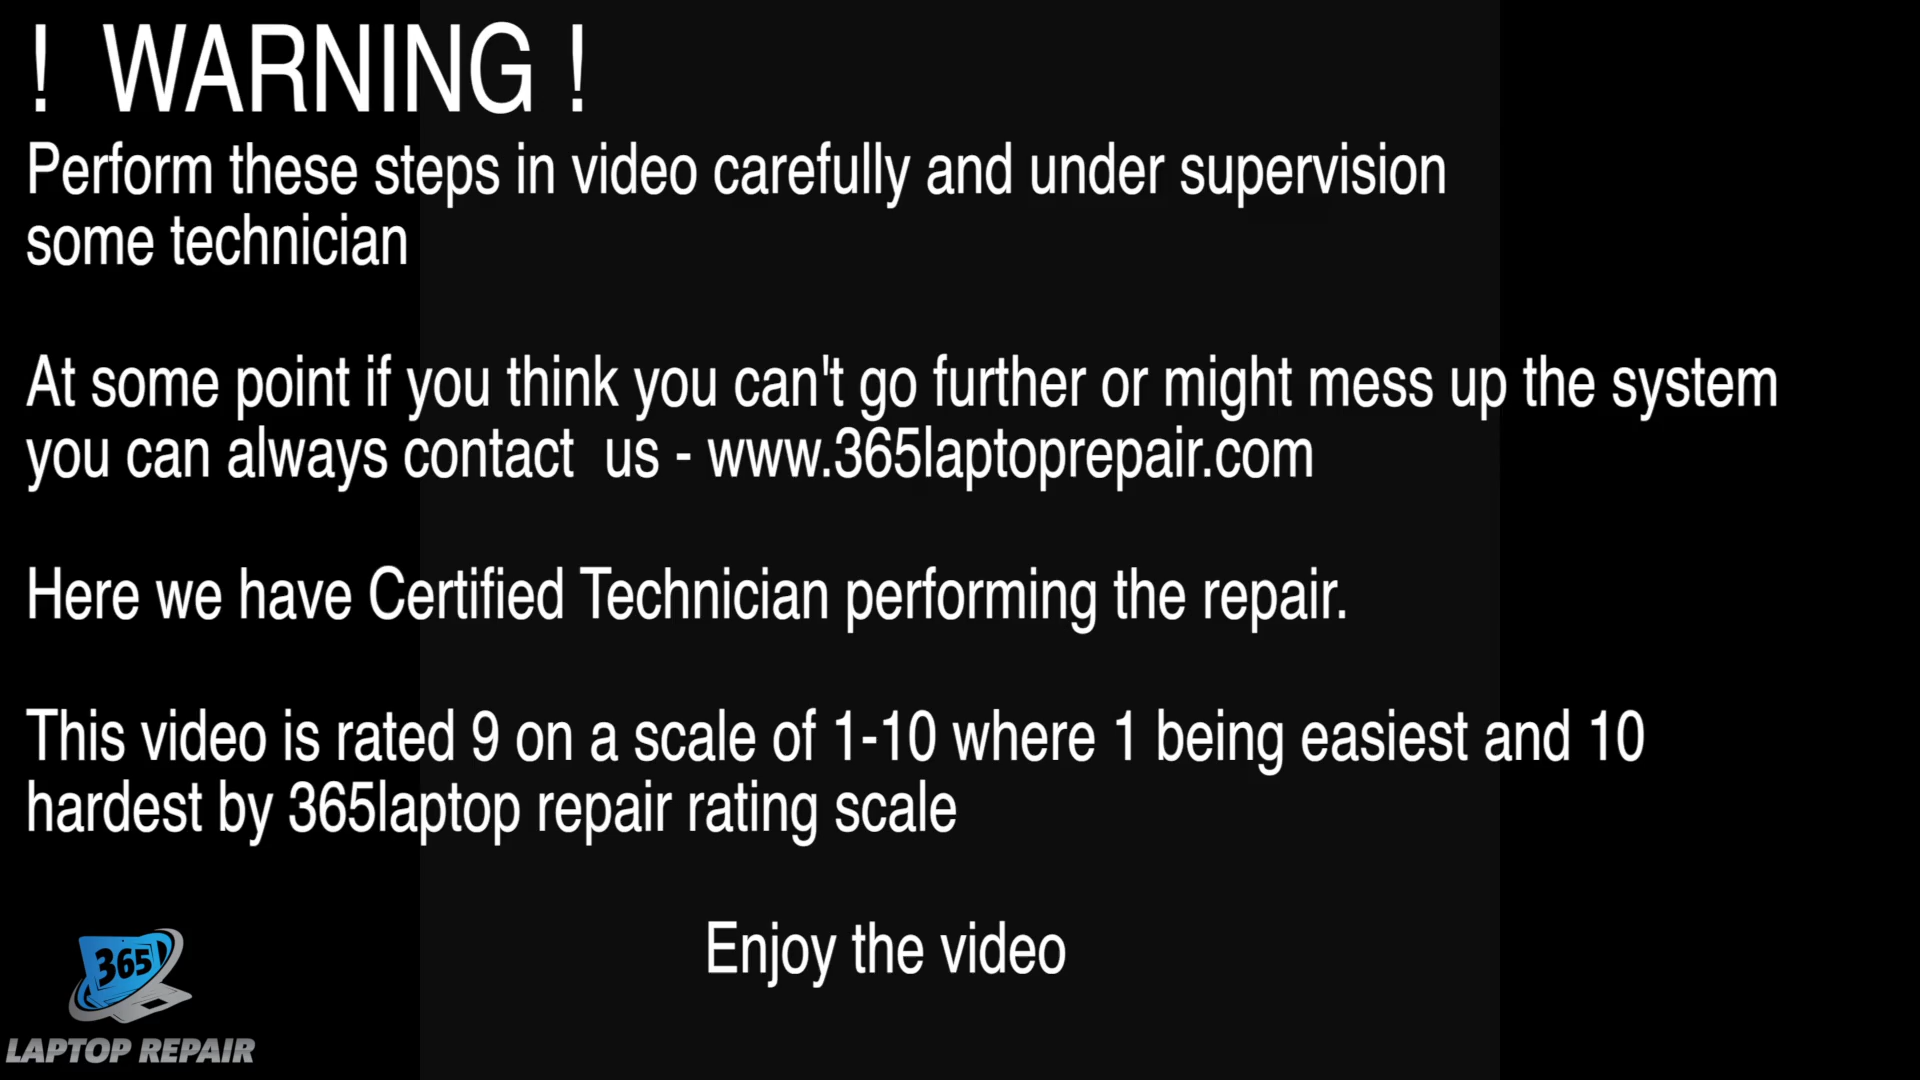 ! WARNING !
Perform these steps in video carefully and under supervision
some technician
At some point if you think you can't go further or might mess up the system
you can always contact  us - www.365laptoprepair.com
Here we have Certified Technician performing the repair.
This video is rated 9 on a scale of 1-10 where 1 being easiest and 10
hardest by 365laptop repair rating scale
Enjoy the video
365
LAPTOP REPAIR